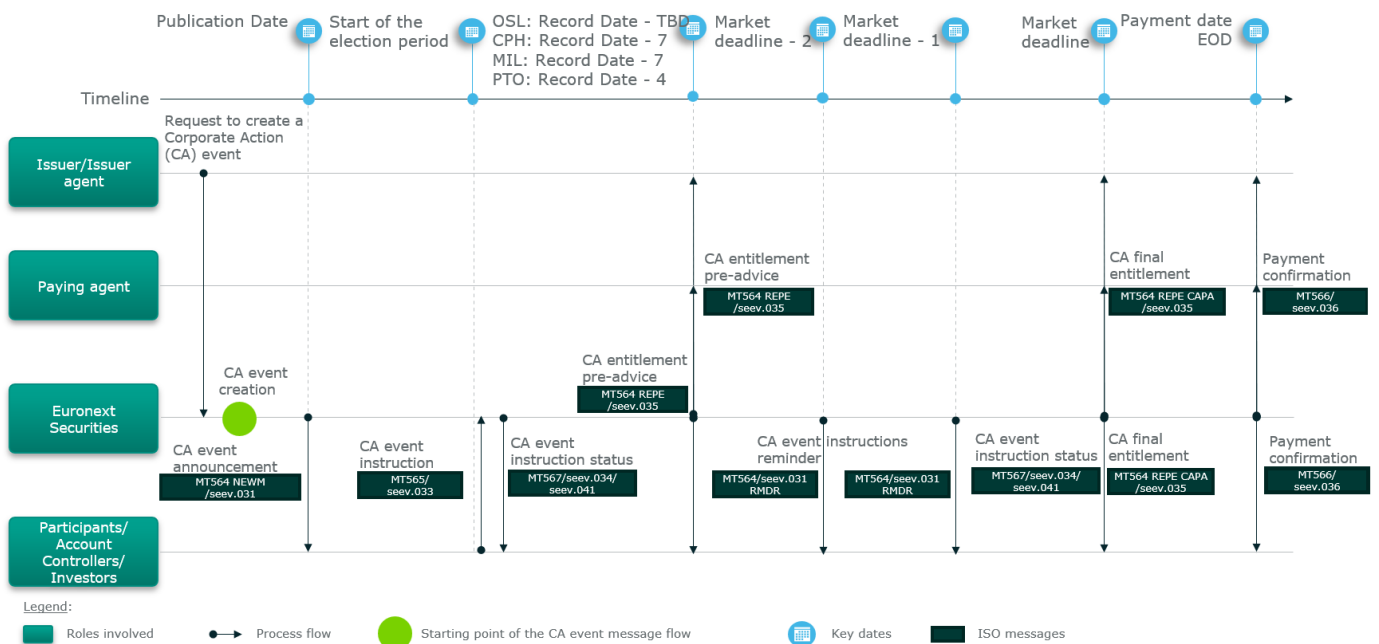 Publication Date
Start of the
election period
OSL: Record Date - TBD
CPH: Record Date - 7
MIL: Record Date - 7
PTO: Record Date - 4
Market
deadline - 2
Market
deadline - 1
Market
deadline
Payment date
EOD
Timeline
Request to create a
Corporate Action
(CA) event
Issuer/Issuer
agent
Paying agent
CA entitlement
pre-advice
MT564 REPE
/seev.035
CA final
entitlement
MT564 REPE CAPA
/seev.035
Payment
confirmation
MT566/
seev.036
CA event
creation
CA entitlement
pre-advice
MT564 REPE
/seev.035
Euronext
Securities
CA event
announcement
MT564 NEWM
/seev.031
CA event
instruction
MT565/
seev.033
CA event
instruction status
MT567/seev.034/
seev.041
CA event instructions
reminder
MT564/seev.031
RMDR
MT564/seev.031
RMDR
CA event
instruction status
MT567/seev.034/
seev.041
CA final
entitlement
MT564 REPE CAPA
/seev.035
Payment
confirmation
MT566/
seev.036
Participants/
Account
Controllers/
Investors
Legend:
Roles involved
Process flow
Starting point of the CA event message flow
Key dates
ISO messages